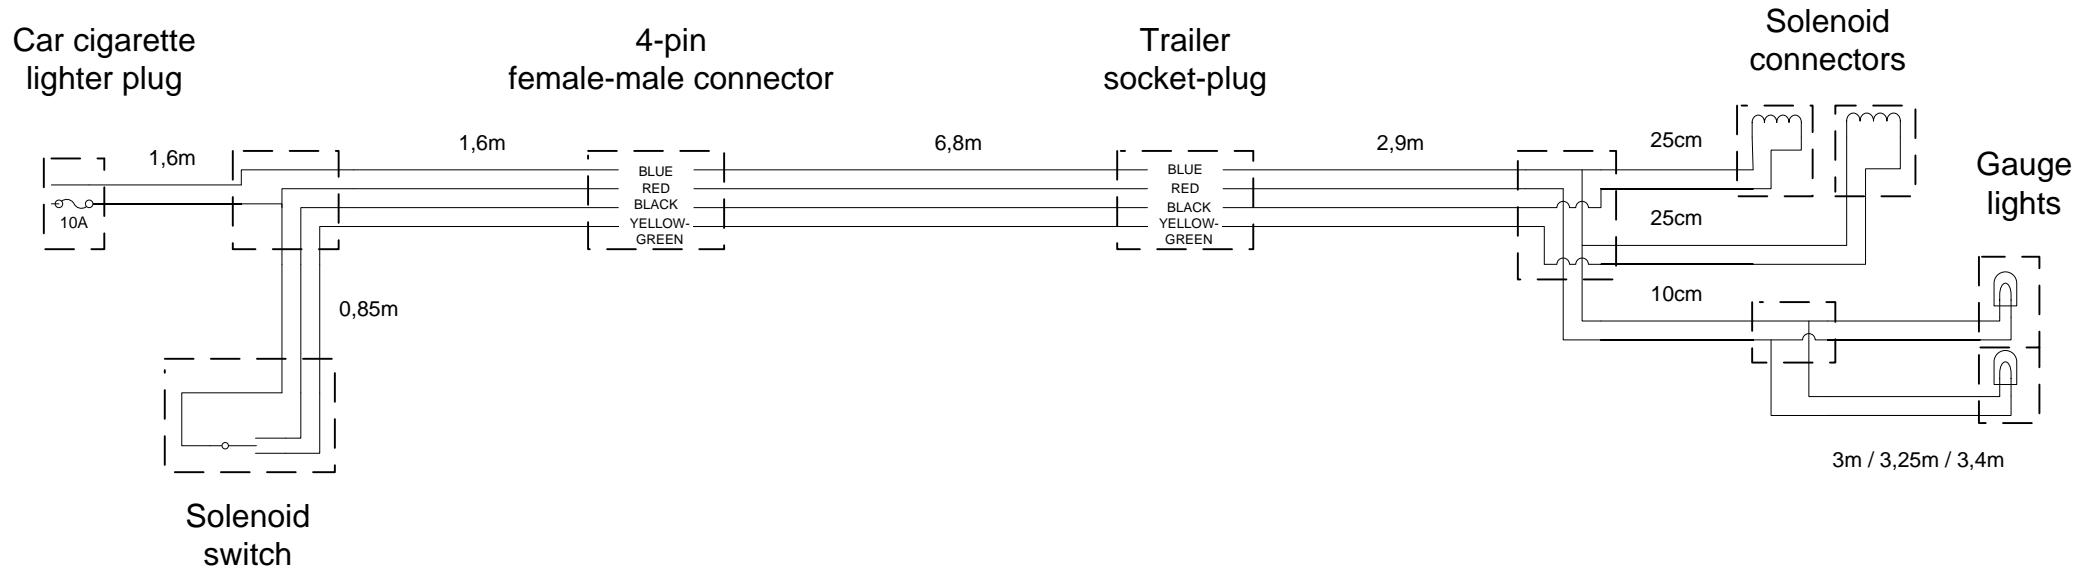 Car cigarette
lighter plug
4-pin
female-male connector
Trailer
socket-plug
Solenoid
connectors
Gauge
lights
1,6m
1,6m
6,8m
2,9m
25cm
25cm
10cm
10A
BLUE
RED
BLACK
YELLOW-
GREEN
BLUE
RED
BLACK
YELLOW-
GREEN
0,85m
3m / 3,25m / 3,4m
Solenoid
switch